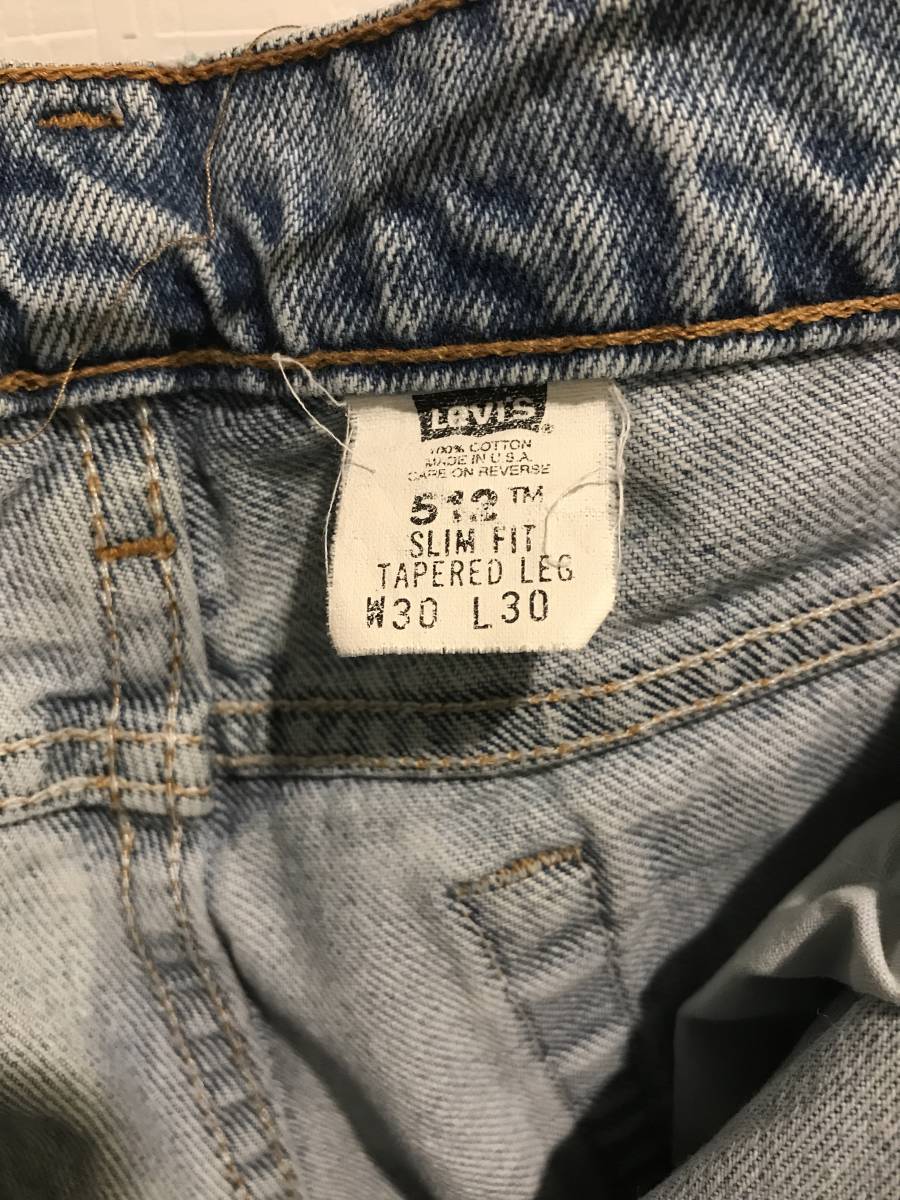 LEVI'S®
100% COTTON
MADE IN U.S.A.
CARE ON REVERSE
512™
SLIM FIT
TAPERED LEG
W30 L30